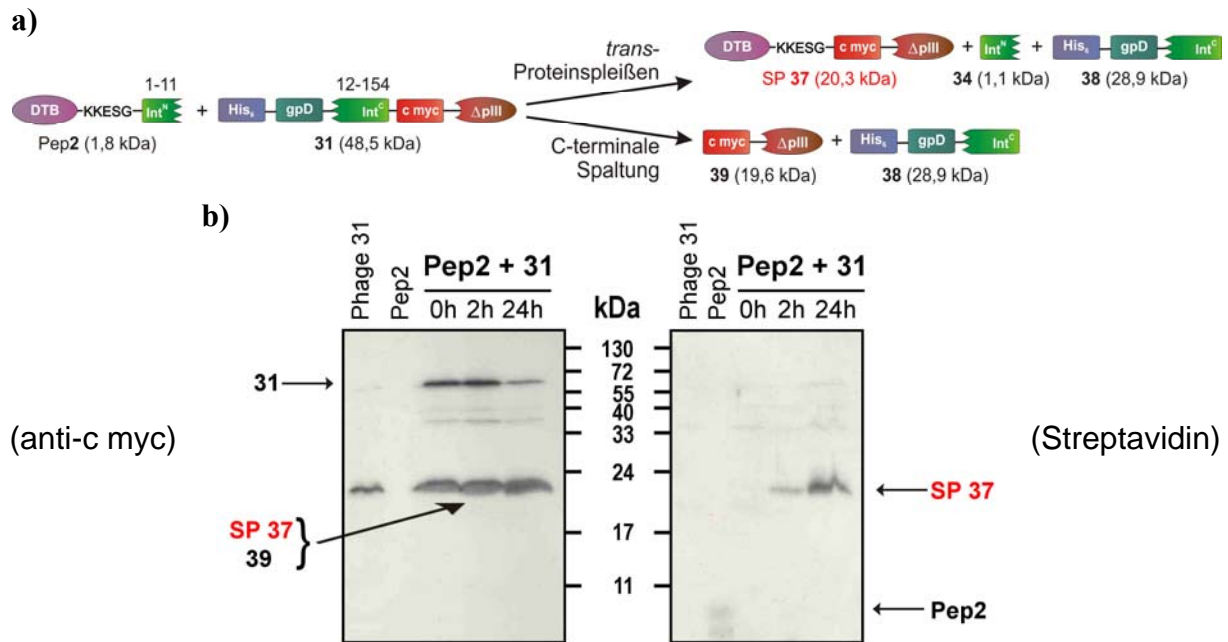 a)
DTB -KKESG- Int^N 1-11 + His₆ gpD Int^C 12-154 c myc ΔpIII
Pep2 (1,8 kDa) 31 (48,5 kDa)
trans-
Proteinspleißen
DTB -KKESG- c myc ΔpIII + Int^N + His₆ gpD Int^C
SP 37 (20,3 kDa) 34 (1,1 kDa) 38 (28,9 kDa)
C-terminale
Spaltung
c myc ΔpIII + His₆ gpD Int^C
39 (19,6 kDa) 38 (28,9 kDa)
b)
Phage 31
Pep2
Pep2 + 31
0h 2h 24h
kDa
Phage 31
Pep2
Pep2 + 31
0h 2h 24h
130
72
55
40
33
24
17
11
31
(anti-c myc)
SP 37
39
(Streptavidin)
SP 37
Pep2